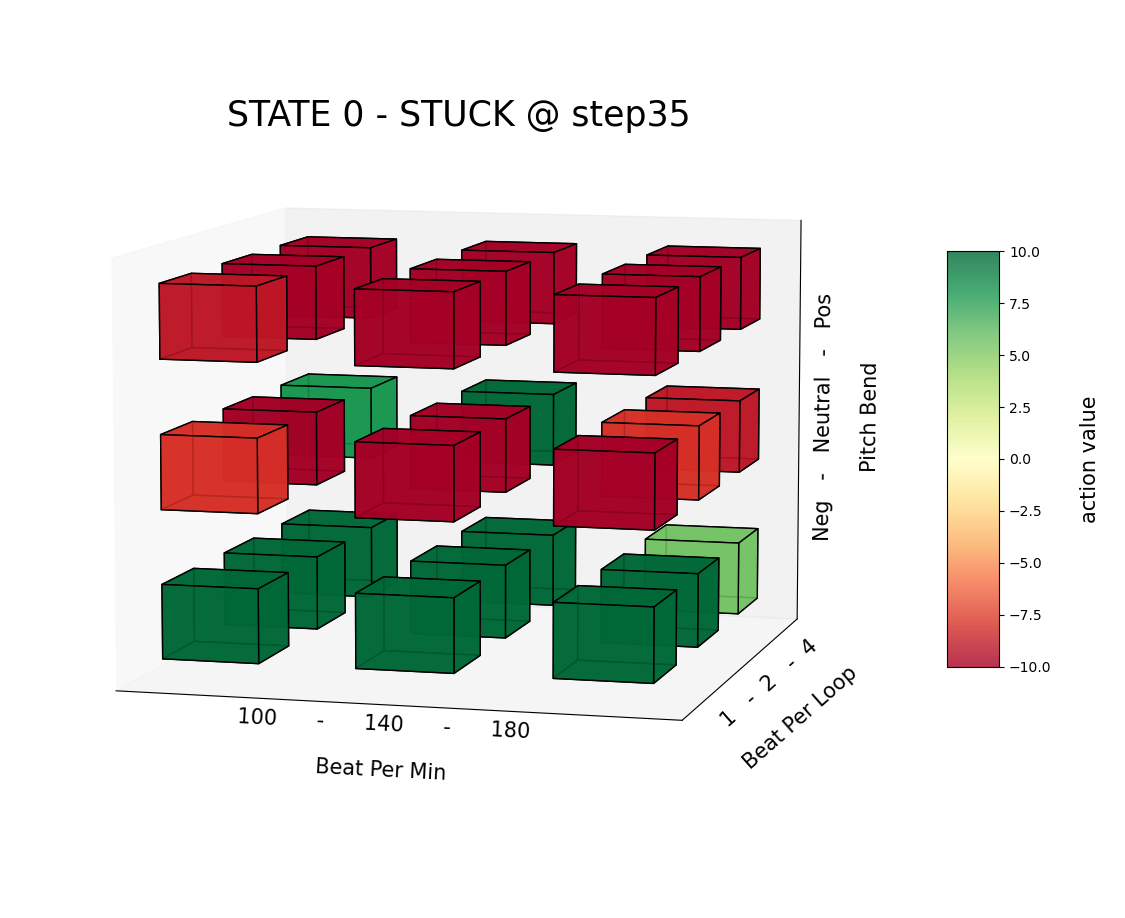 STATE 0 - STUCK @ step35
Neg - Neutral - Pos
Pitch Bend
100 - 140 - 180
Beat Per Min
1 - 2 - 4
Beat Per Loop
10.0
7.5
5.0
2.5
0.0
−2.5
−5.0
−7.5
−10.0
action value